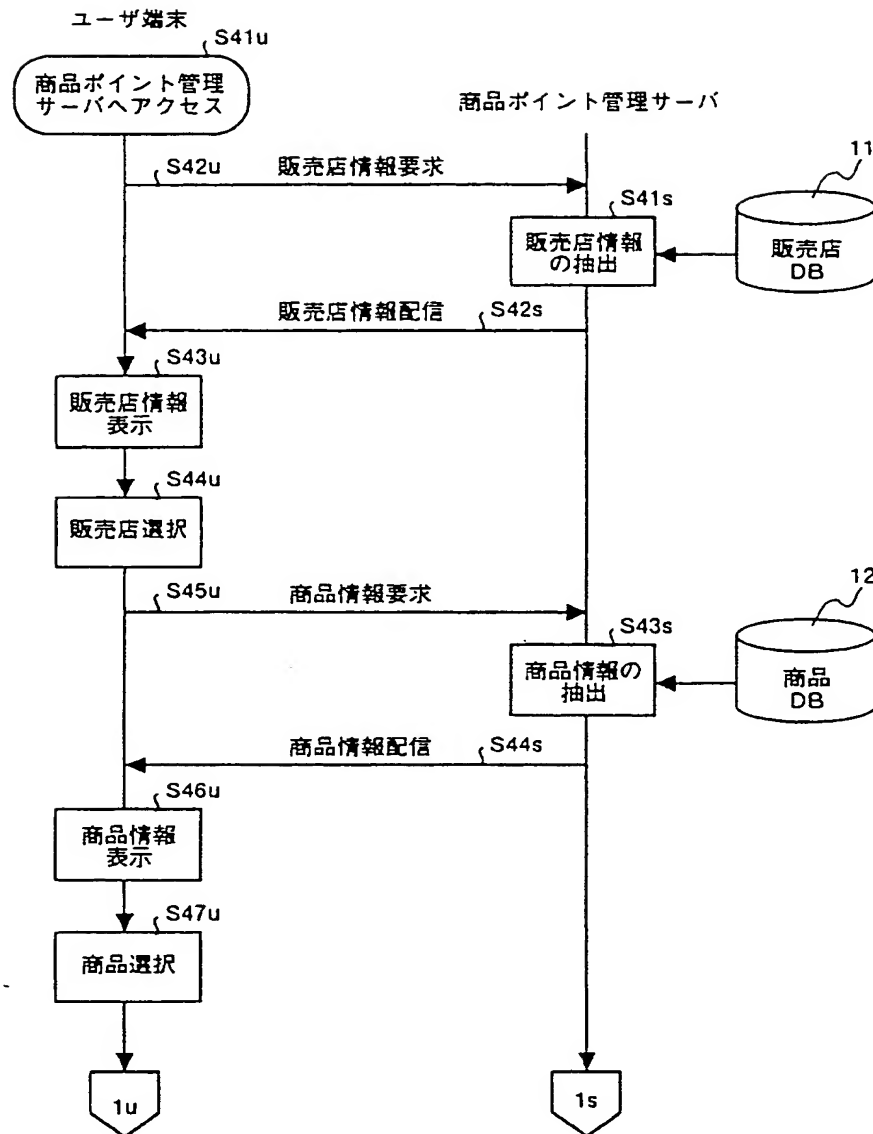 ユーザ端末
S41u
商品ポイント管理
サーバへアクセス
商品ポイント管理サーバ
S42u
販売店情報要求
11
S41s
販売店情報
の抽出
販売店
DB
販売店情報配信
S42s
S43u
販売店情報
表示
S44u
販売店選択
S45u
商品情報要求
12
S43s
商品情報の
抽出
商品
DB
商品情報配信
S44s
S46u
商品情報
表示
S47u
商品選択
1u
1s